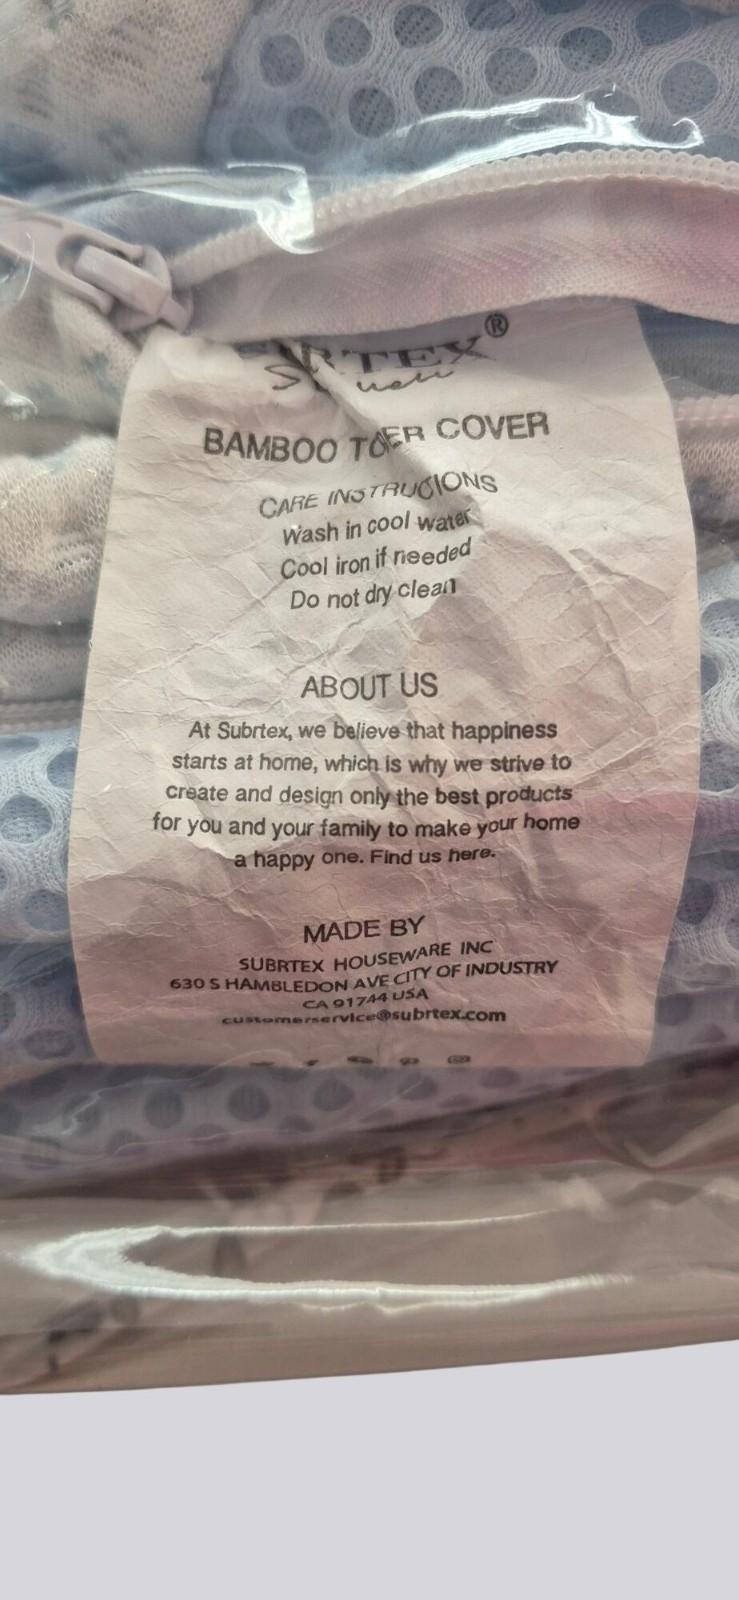 RTEX®
BAMBOO TOER COVER
CARE INSTRUCIONS
Wash in cool water
Cool iron if needed
Do not dry clean
ABOUT US
At Subrtex, we believe that happiness
starts at home, which is why we strive to
create and design only the best products
for you and your family to make your home
a happy one. Find us here.
MADE BY
SUBRTEX HOUSEWARE INC
630 S HAMBLEDON AVE CITY OF INDUSTRY
CA 91744 USA
customerservice@subrtex.com